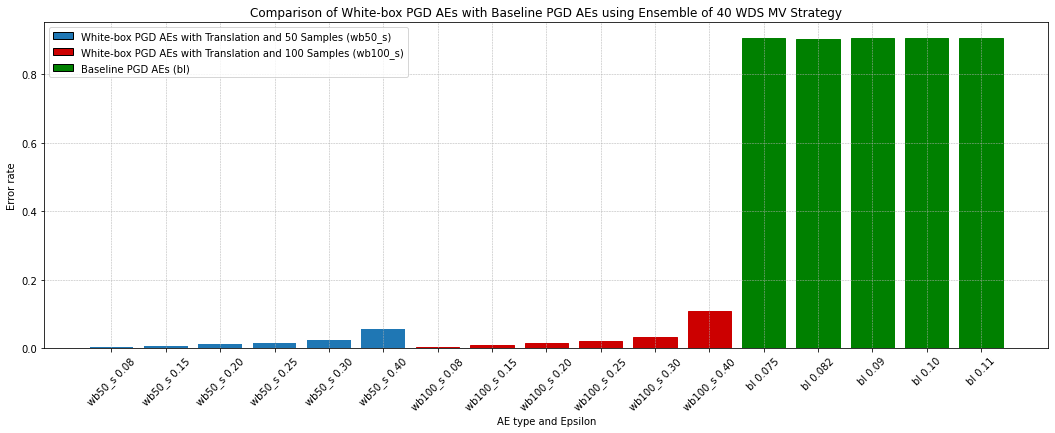 Comparison of White-box PGD AEs with Baseline PGD AEs using Ensemble of 40 WDS MV Strategy
White-box PGD AEs with Translation and 50 Samples (wb50_s)
White-box PGD AEs with Translation and 100 Samples (wb100_s)
Baseline PGD AEs (bl)
Error rate
0.8
0.6
0.4
0.2
0.0
wb50_s 0.08
wb50_s 0.15
wb50_s 0.20
wb50_s 0.25
wb50_s 0.30
wb50_s 0.40
wb100_s 0.08
wb100_s 0.15
wb100_s 0.20
wb100_s 0.25
wb100_s 0.30
wb100_s 0.40
bl 0.075
bl 0.082
bl 0.09
bl 0.10
bl 0.11
AE type and Epsilon